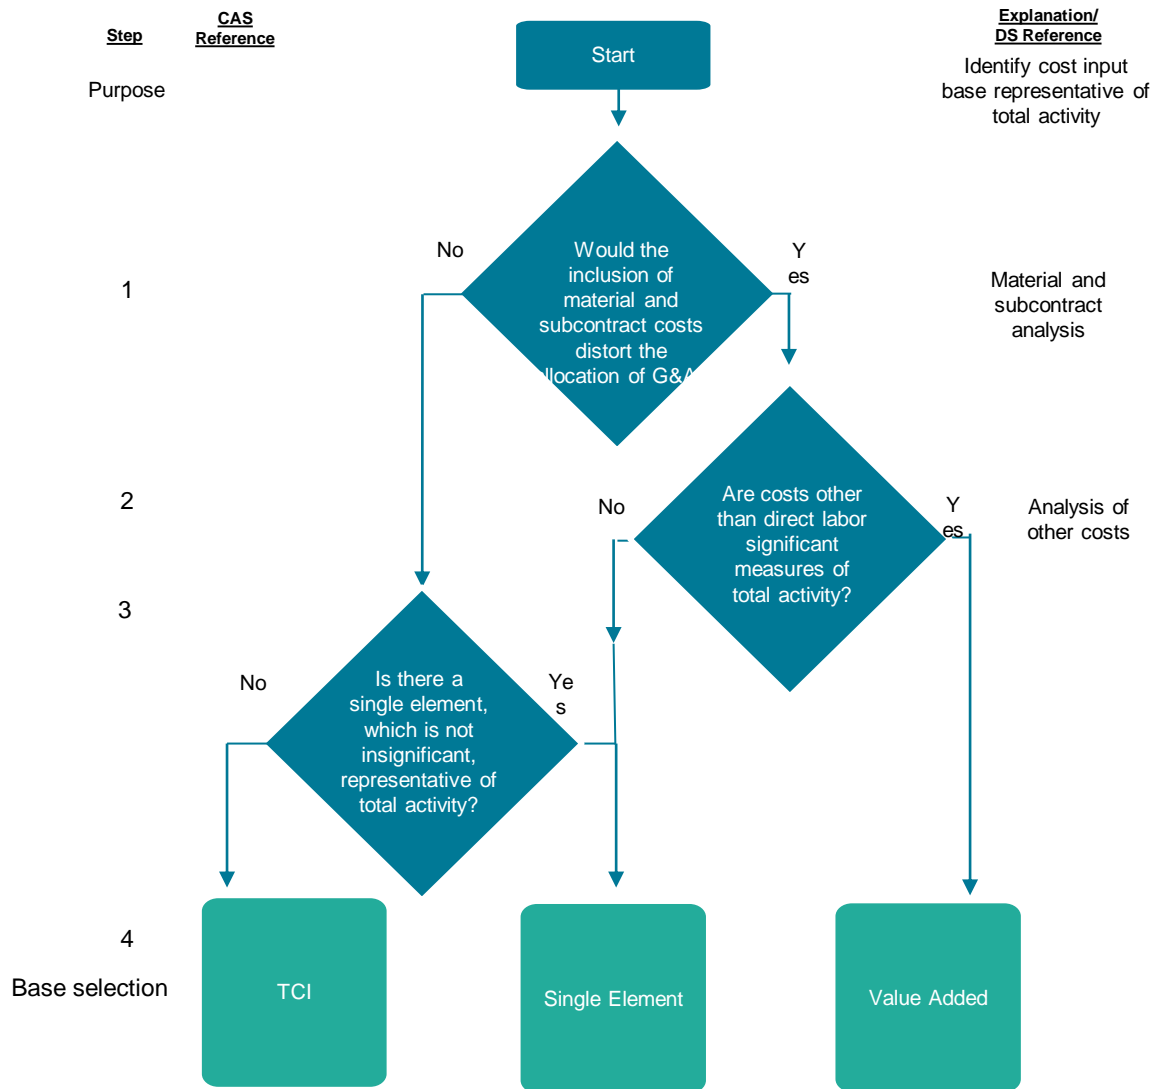 Step
CAS
Reference
Explanation/
DS Reference
Start
Purpose
Identify cost input
base representative of
total activity
No
Y
es
1
Would the
inclusion of
material and
subcontract costs
distort the
llocation of G&A
Material and
subcontract
analysis
2
No
Are costs other
than direct labor
significant
measures of
total activity?
Y
es
Analysis of
other costs
3
No
Is there a
single element,
which is not
insignificant,
representative of
total activity?
Ye
s
4
Base selection
TCI
Single Element
Value Added